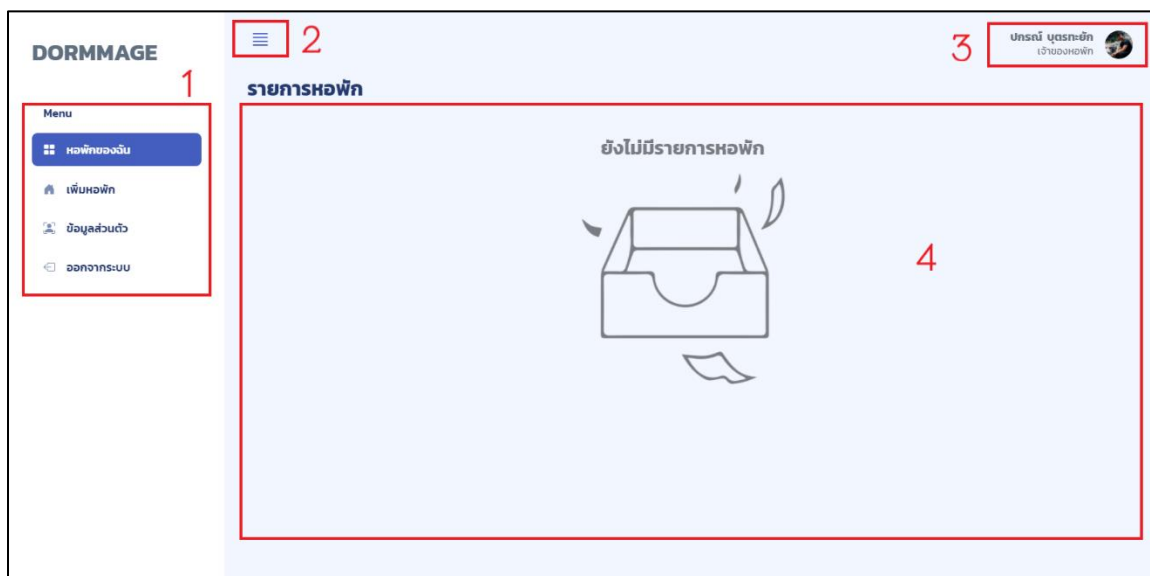 DORMMAGE
1
Menu
หอพักของฉัน
เพิ่มหอพัก
ข้อมูลส่วนตัว
ออกจากระบบ
2
3
ปกรณ์ บุตรทะยัก
เจ้าของหอพัก
รายการหอพัก
ยังไม่มีรายการหอพัก
4